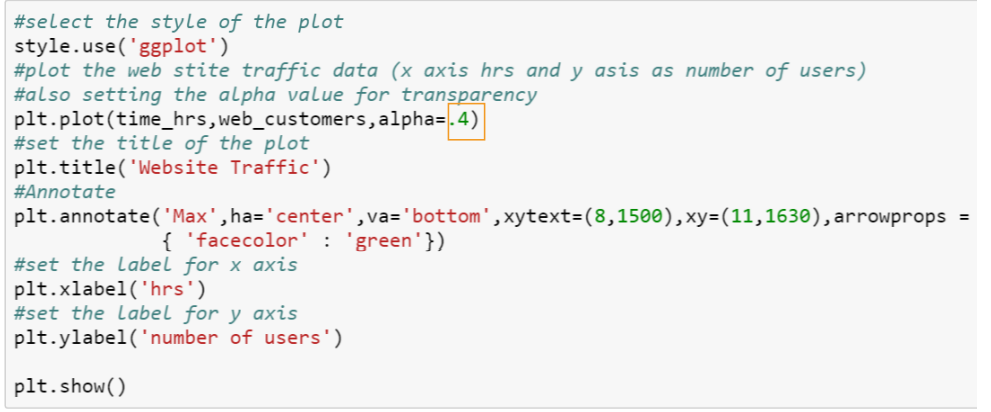 #select the style of the plot
style.use('ggplot')
#plot the web stite traffic data (x axis hrs and y asis as number of users)
#also setting the alpha value for transparency
plt.plot(time_hrs,web_customers,alpha=.4)
#set the title of the plot
plt.title('Website Traffic')
#Annotate
plt.annotate('Max',ha='center',va='bottom',xytext=(8,1500),xy=(11,1630),arrowprops =
{ 'facecolor' : 'green'})
#set the label for x axis
plt.xlabel('hrs')
#set the label for y axis
plt.ylabel('number of users')
plt.show()